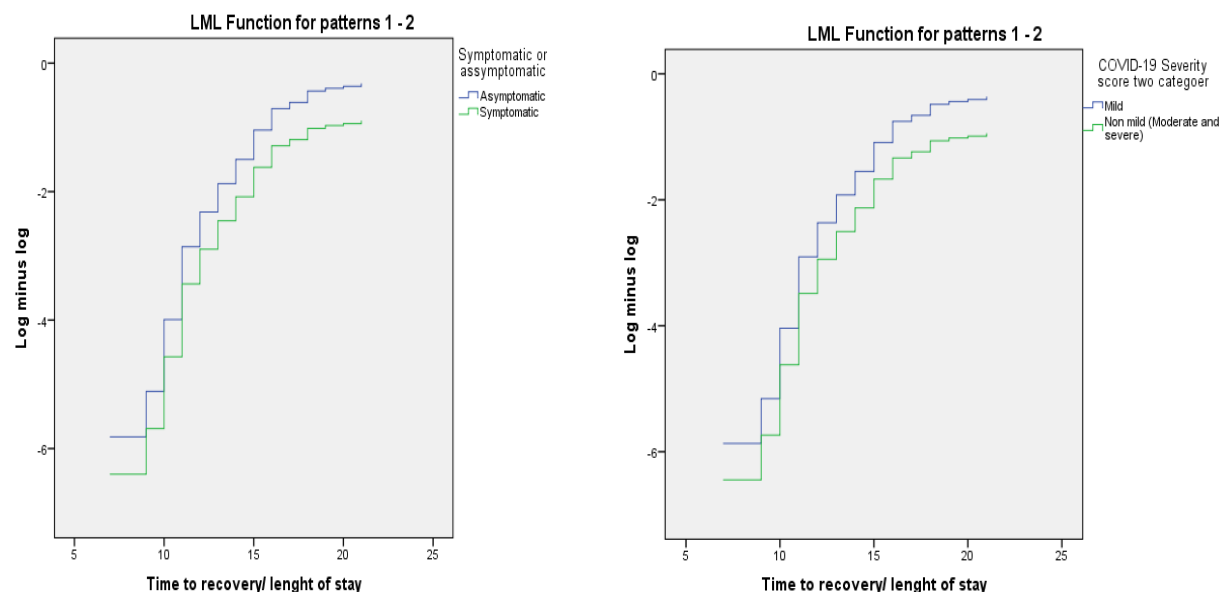 LML Function for patterns 1 - 2
Symptomatic or
assymptomatic
Asymptomatic
Symptomatic
Log minus log
0
-2
-4
-6
5
10
15
20
25
Time to recovery/ lenght of stay
LML Function for patterns 1 - 2
COVID-19 Severity
score two categoer
Mild
Non mild (Moderate and
severe)
Log minus log
0
-2
-4
-6
5
10
15
20
25
Time to recovery/ lenght of stay